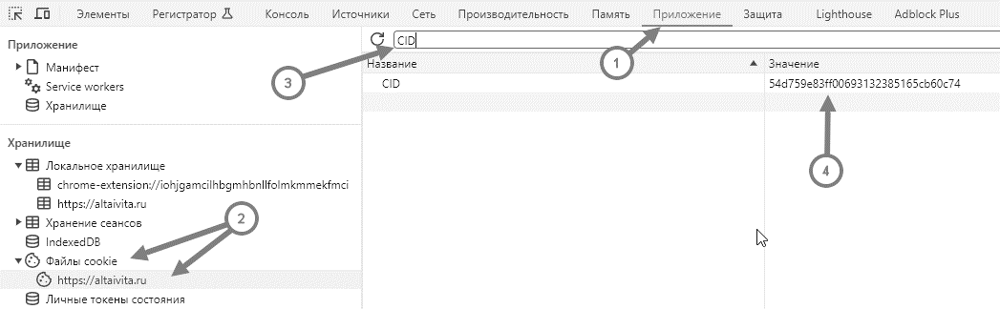 Элементы Регистратор Консоль Источники Сеть Производительность Память Приложение Защита Lighthouse Adblock Plus
Приложение
Манифест
Service workers
Хранилище
Хранилище
Локальное хранилище
chrome-extension://iohjgamcilhbgmhbnllfolmkmmekfmci
https://altaivita.ru
Хранение сеансов
IndexedDB
Файлы cookie
https://altaivita.ru
Личные токены состояния
CID
Название Значение
CID 54d759e83ff00693132385165cb60c74
1
2
3
4